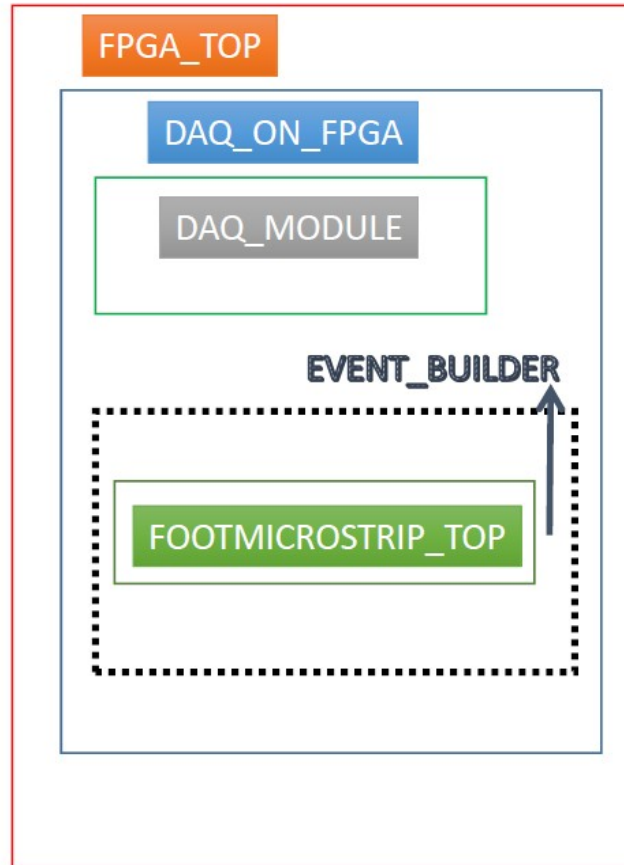 FPGA_TOP
DAQ_ON_FPGA
DAQ_MODULE
EVENT_BUILDER
FOOTMICROSTRIP_TOP